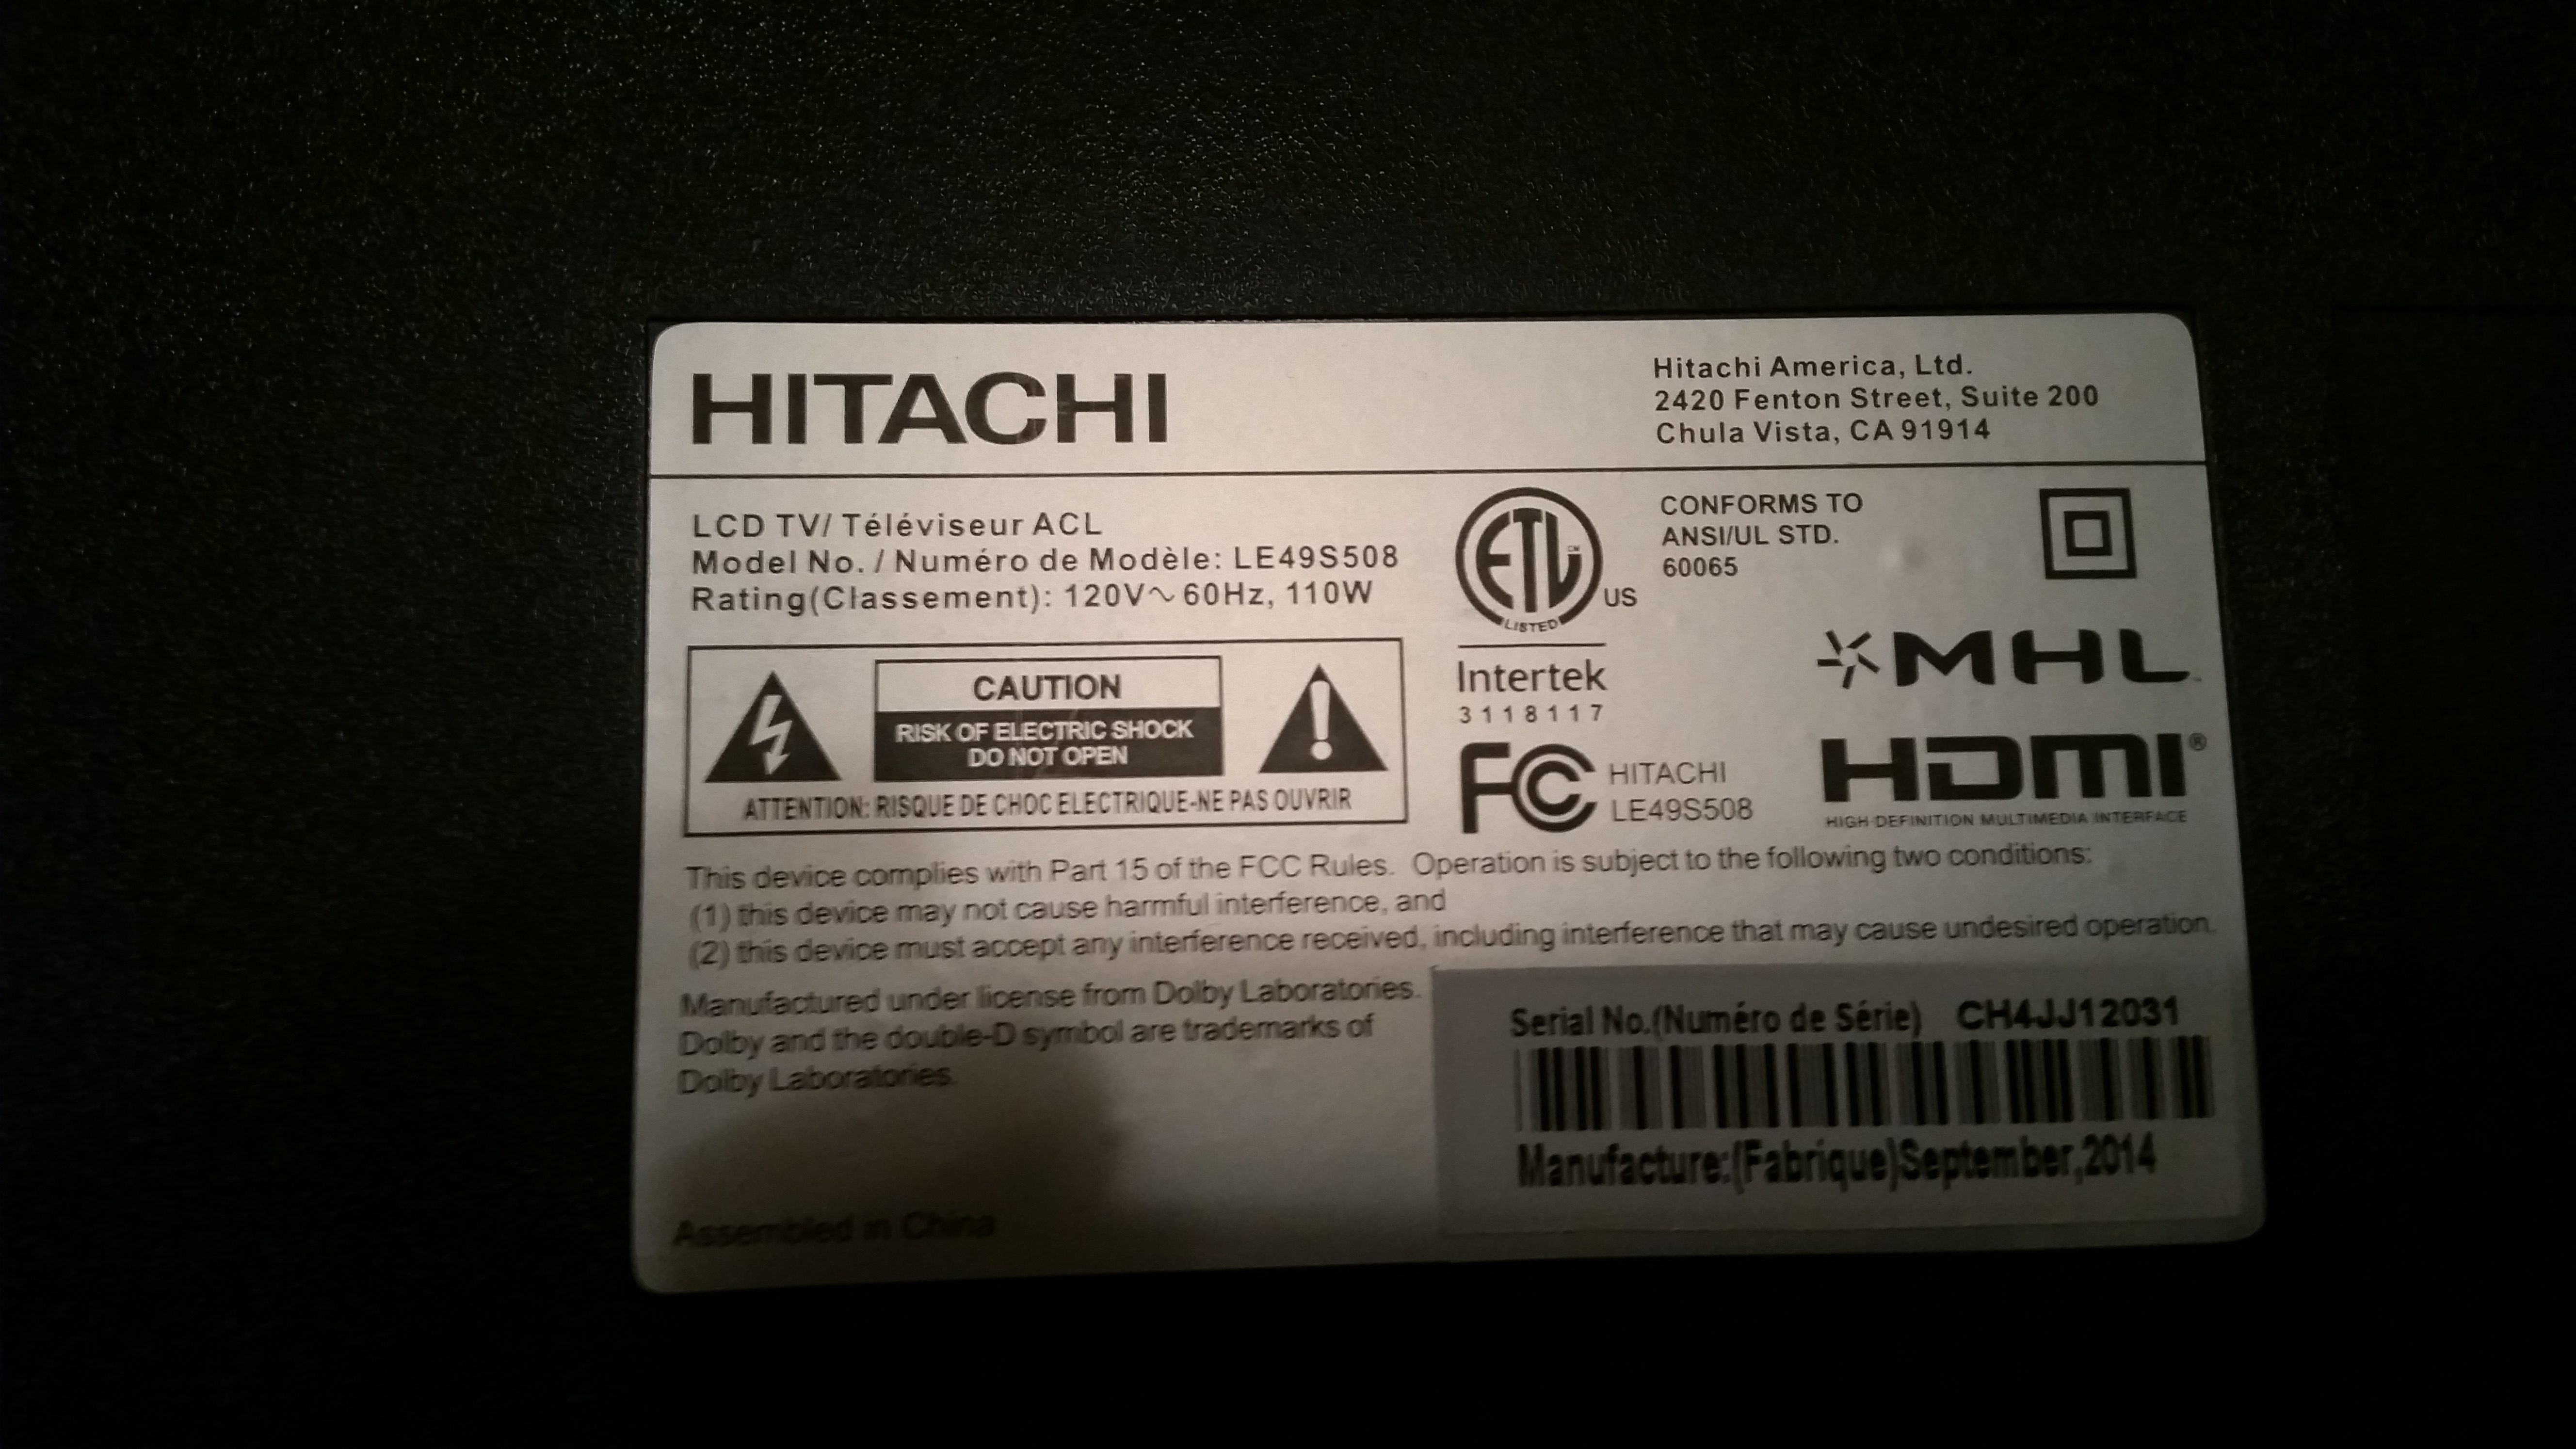 HITACHI
Hitachi America, Ltd.
2420 Fenton Street, Suite 200
Chula Vista, CA 91914
LCD TV/ Téléviseur ACL
Model No. / Numéro de Modèle: LE49S508
Rating(Classement): 120V~ 60Hz, 110W
CAUTION
RISK OF ELECTRIC SHOCK
DO NOT OPEN
ATTENTION: RISQUE DE CHOC ELECTRIQUE-NE PAS OUVRIR
ETL CM
LISTED
US
CONFORMS TO
ANSI/UL STD.
60065
Intertek
3118117
MHL
FC HITACHI
LE49S508
HDMI®
HIGH-DEFINITION MULTIMEDIA INTERFACE
This device complies with Part 15 of the FCC Rules. Operation is subject to the following two conditions:
(1) this device may not cause harmful interference, and
(2) this device must accept any interference received, including interference that may cause undesired operation.
Manufactured under license from Dolby Laboratories.
Dolby and the double-D symbol are trademarks of
Dolby Laboratories.
Assembled in China
Serial No.(Numéro de Série) CH4JJ12031
Manufacture:(Fabrique)September,2014